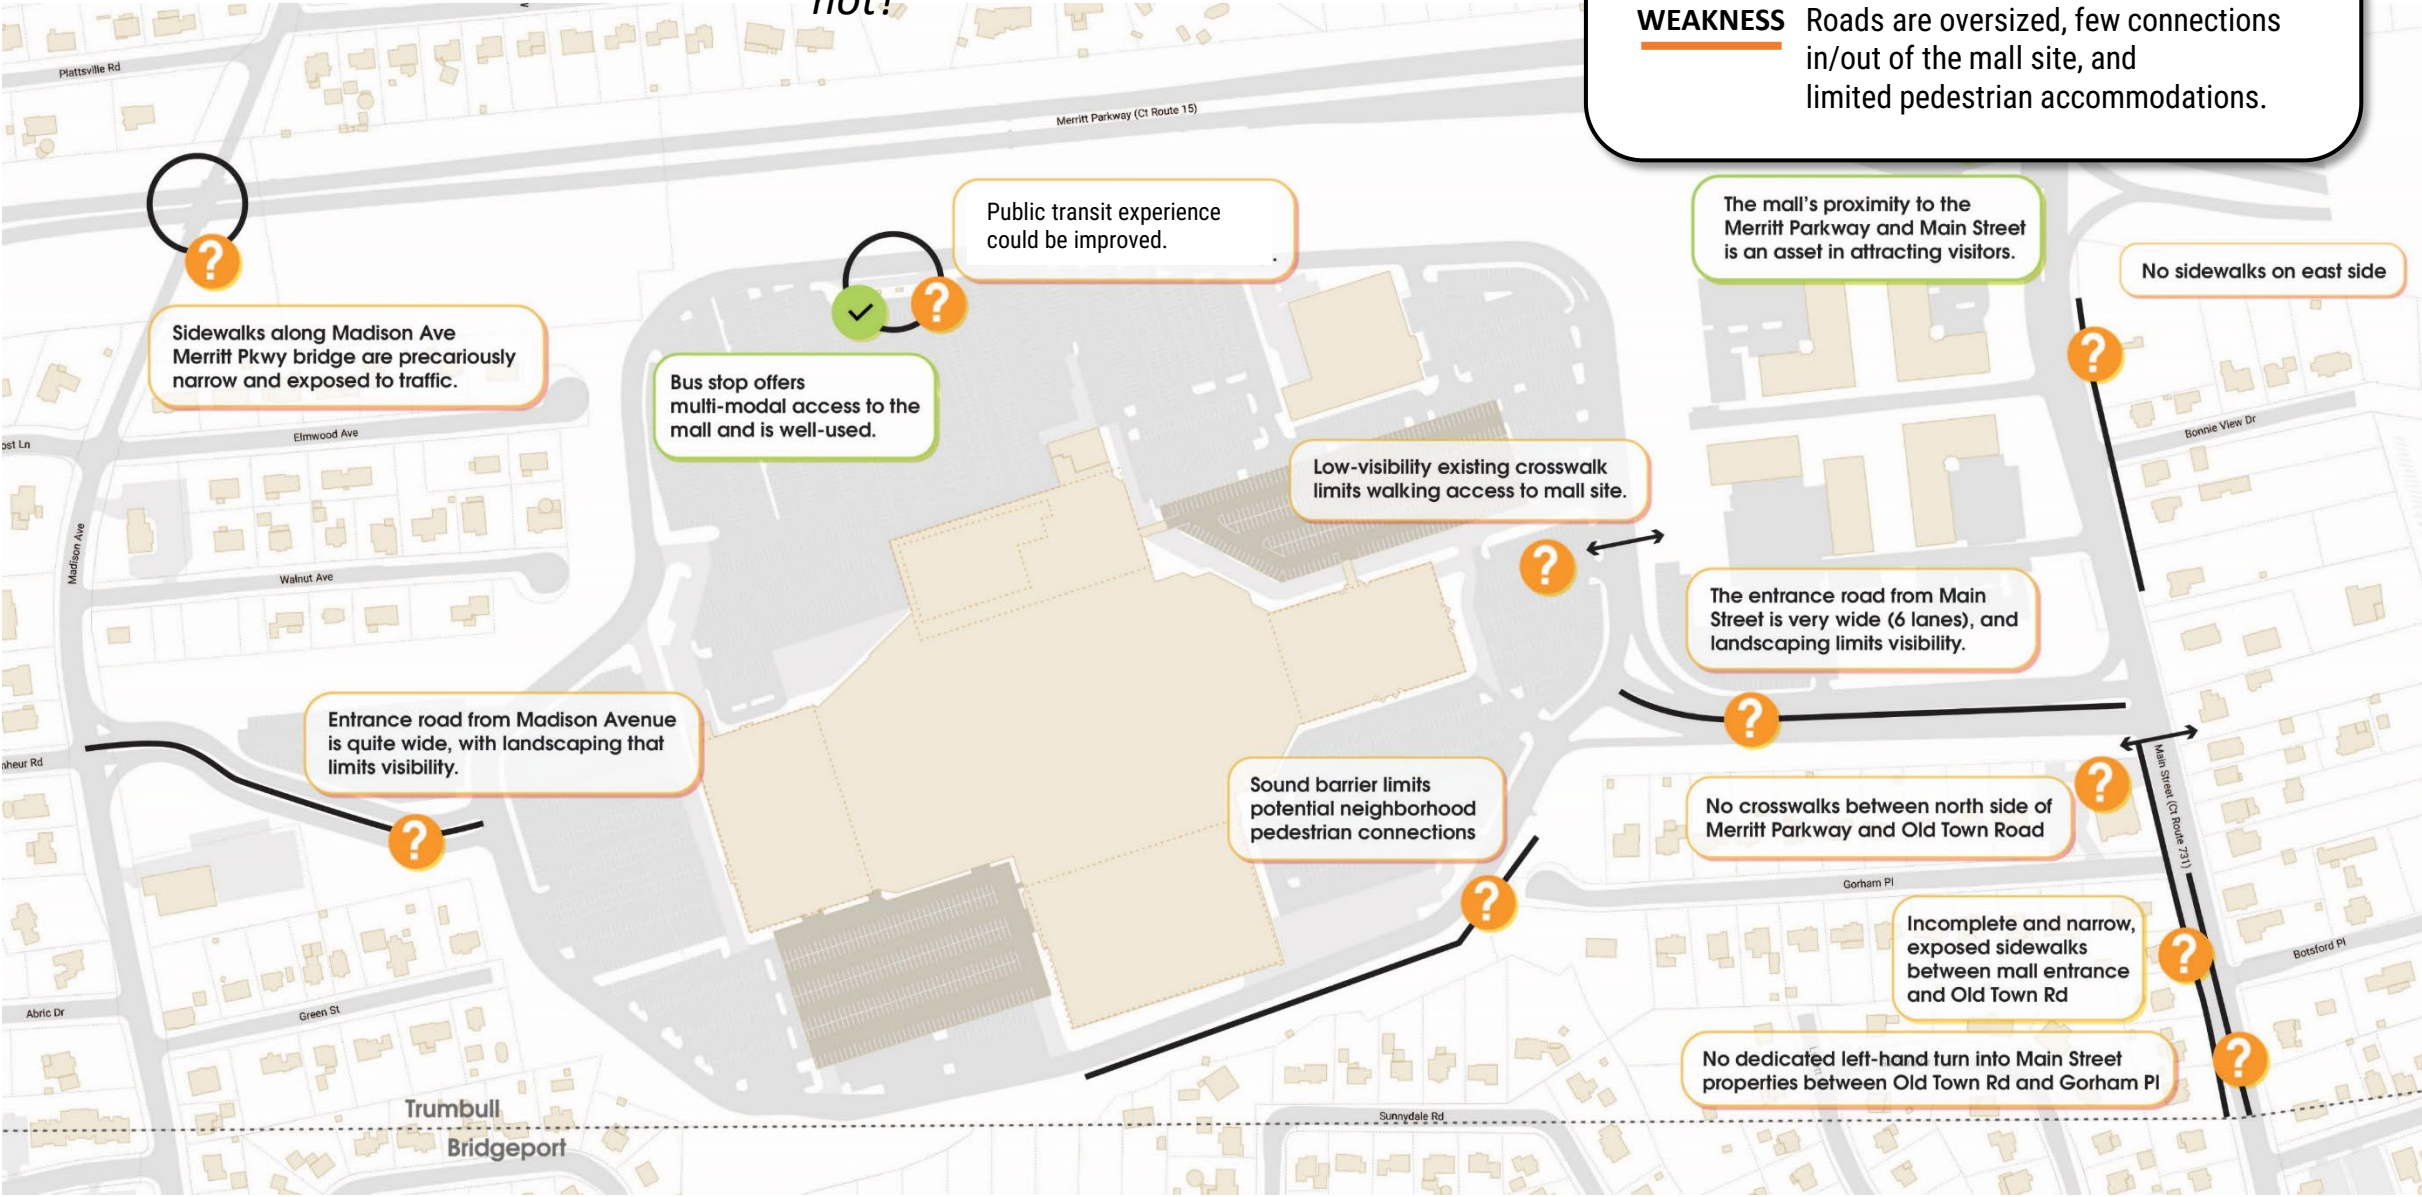 not?
WEAKNESS Roads are oversized, few connections
in/out of the mall site, and
limited pedestrian accommodations.
Plattsville Rd
Merritt Parkway (Ct Route 15)
Public transit experience
could be improved.
.
The mall's proximity to the
Merritt Parkway and Main Street
is an asset in attracting visitors.
No sidewalks on east side
?
?
?
Sidewalks along Madison Ave
Merritt Pkwy bridge are precariously
narrow and exposed to traffic.
Bus stop offers
multi-modal access to the
mall and is well-used.
Bonnie View Dr
ost Ln
Elmwood Ave
Low-visibility existing crosswalk
limits walking access to mall site.
?
Madison Ave
Walnut Ave
The entrance road from Main
Street is very wide (6 lanes), and
landscaping limits visibility.
?
Entrance road from Madison Avenue
is quite wide, with landscaping that
limits visibility.
?
nheur Rd
Sound barrier limits
potential neighborhood
pedestrian connections
?
No crosswalks between north side of
Merritt Parkway and Old Town Road
?
Main Street (Ct Route 731)
Gorham Pl
Incomplete and narrow,
exposed sidewalks
between mall entrance
and Old Town Rd
?
Botsford Pl
Abric Dr
Green St
No dedicated left-hand turn into Main Street
properties between Old Town Rd and Gorham Pl
?
Trumbull
Bridgeport
Sunnydale Rd